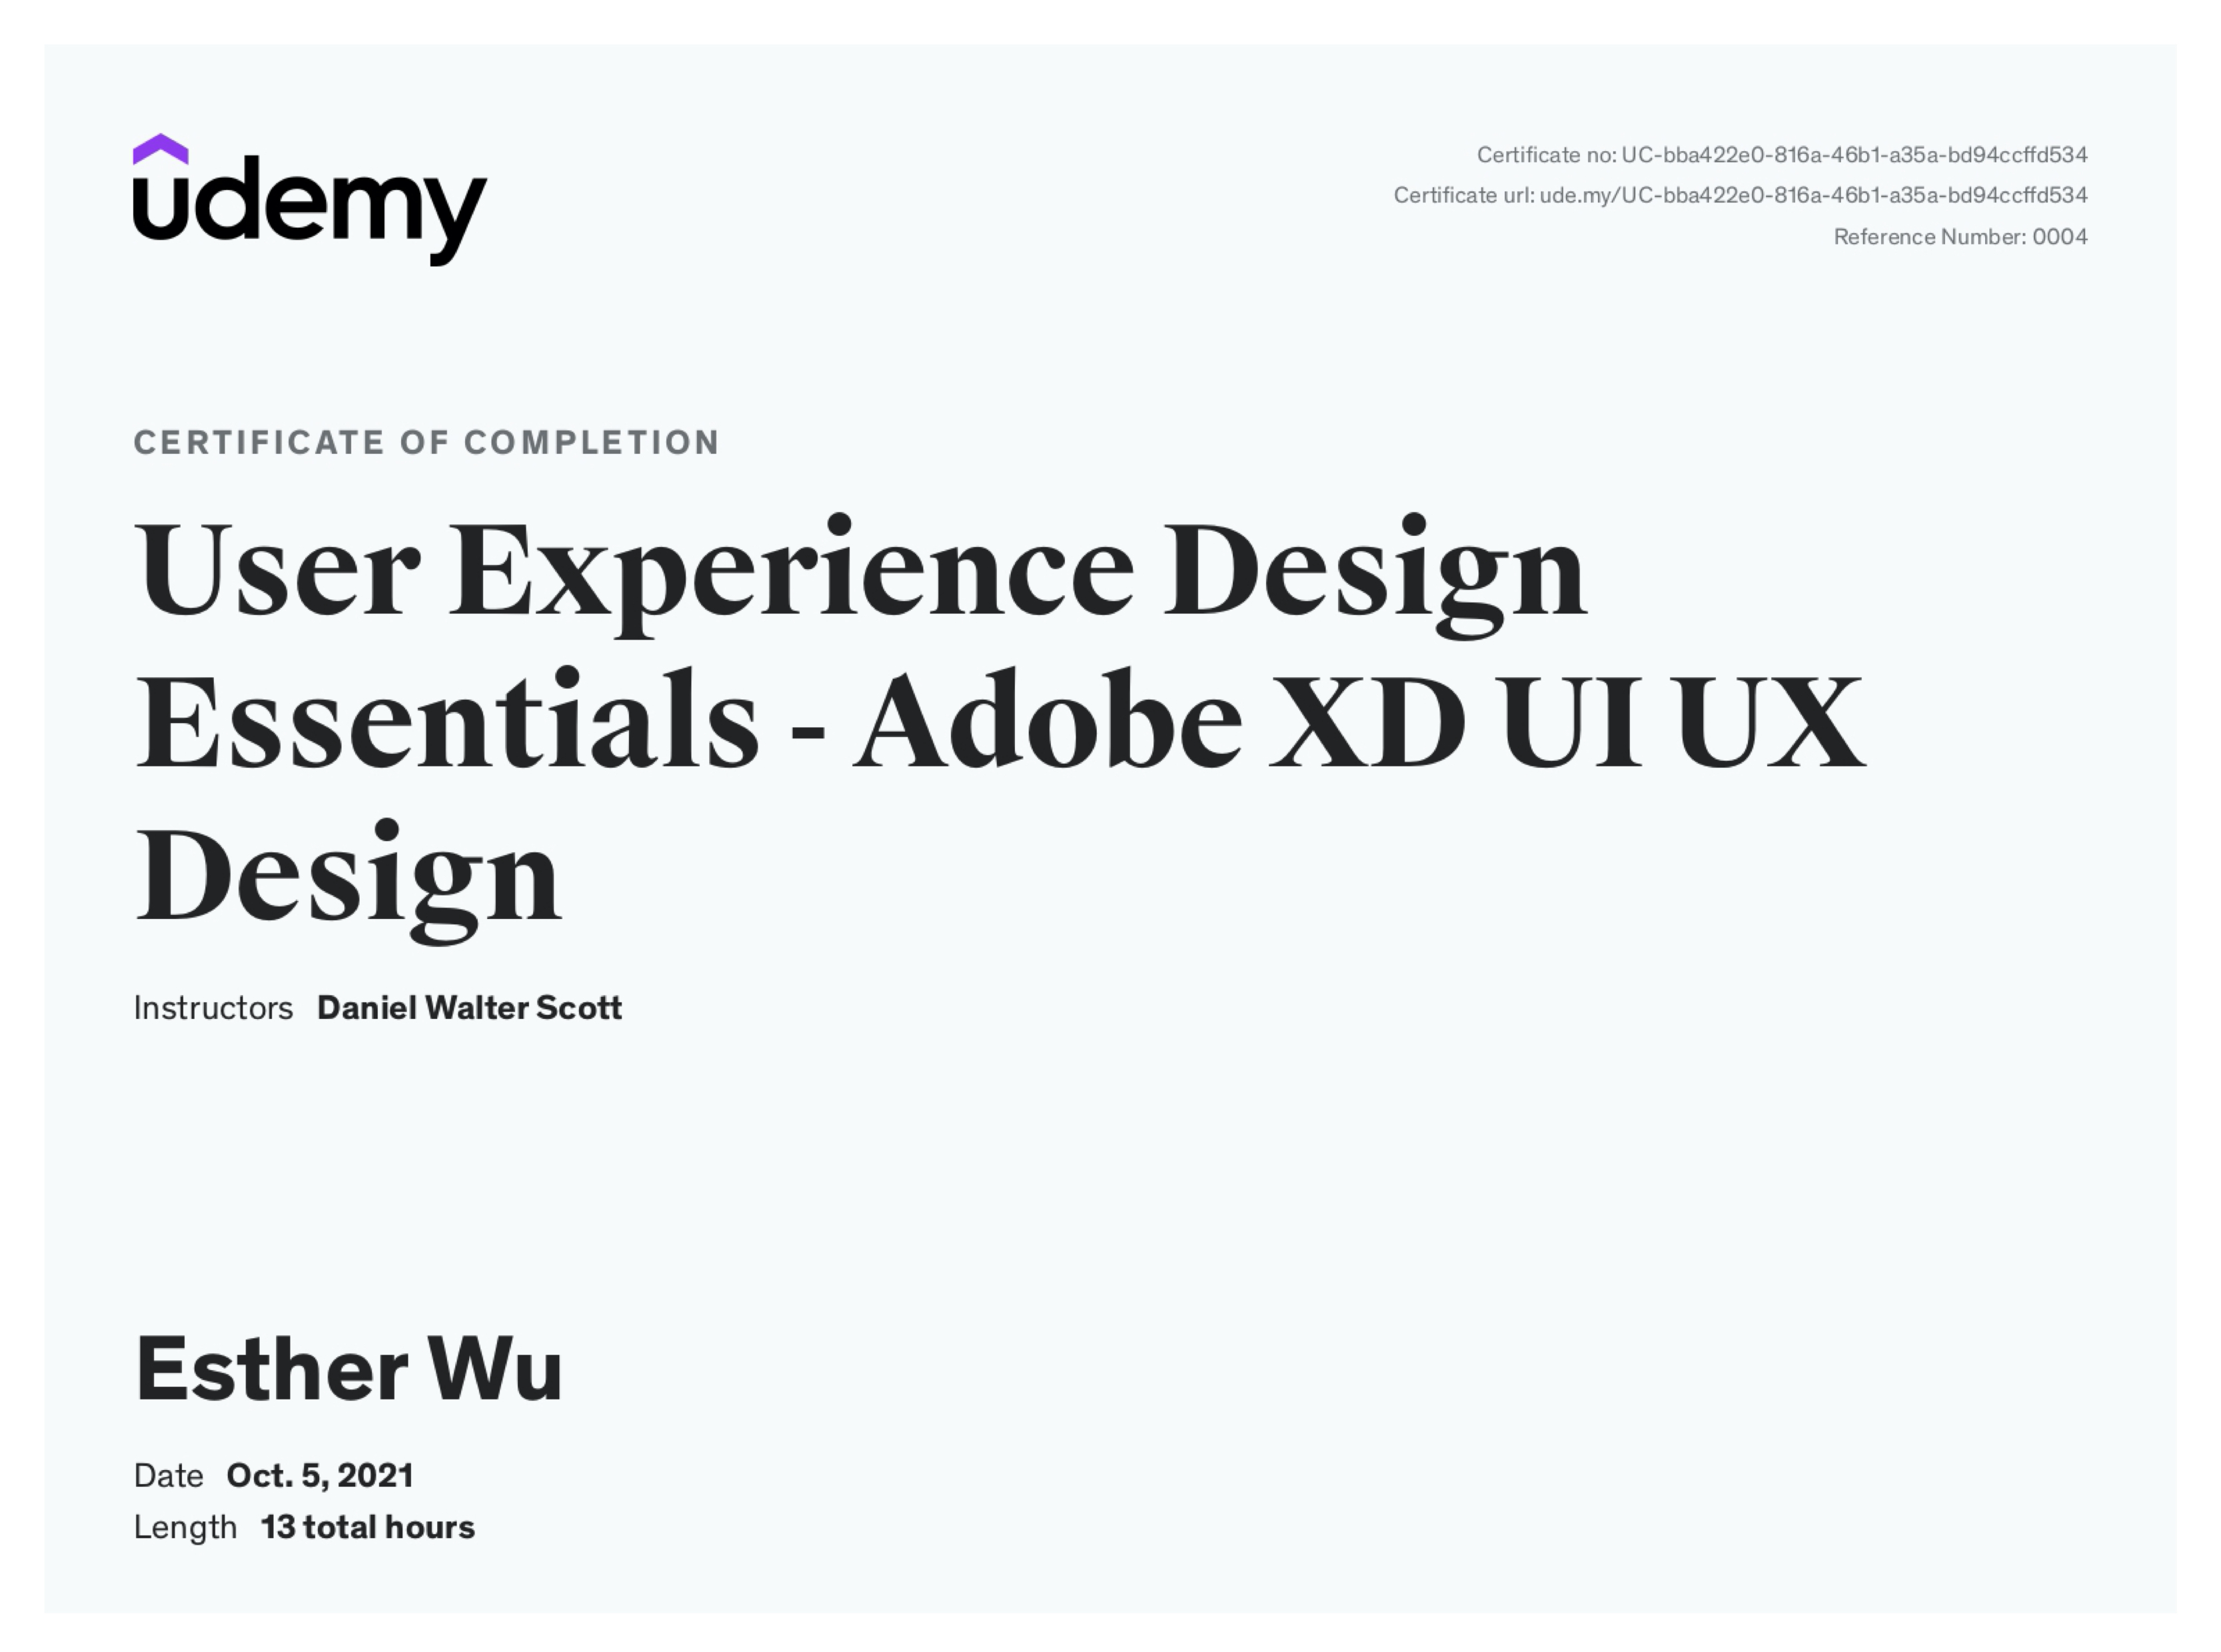 udemy
Certificate no: UC-bba422e0-816a-46b1-a35a-bd94ccffd534
Certificate url: ude.my/UC-bba422e0-816a-46b1-a35a-bd94ccffd534
Reference Number: 0004
CERTIFICATE OF COMPLETION
User Experience Design
Essentials - Adobe XD UI UX
Design
Instructors Daniel Walter Scott
Esther Wu
Date Oct. 5, 2021
Length 13 total hours